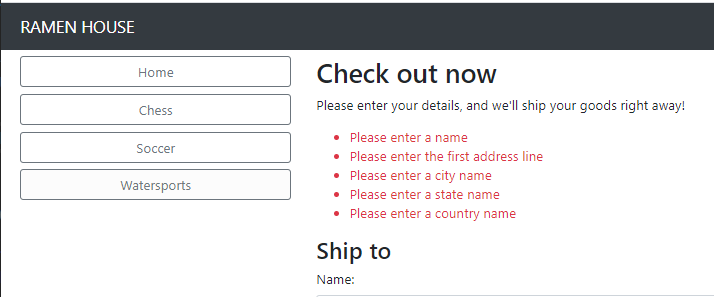 RAMEN HOUSE
Home
Chess
Soccer
Watersports
Check out now
Please enter your details, and we'll ship your goods right away!
Please enter a name
Please enter the first address line
Please enter a city name
Please enter a state name
Please enter a country name
Ship to
Name: